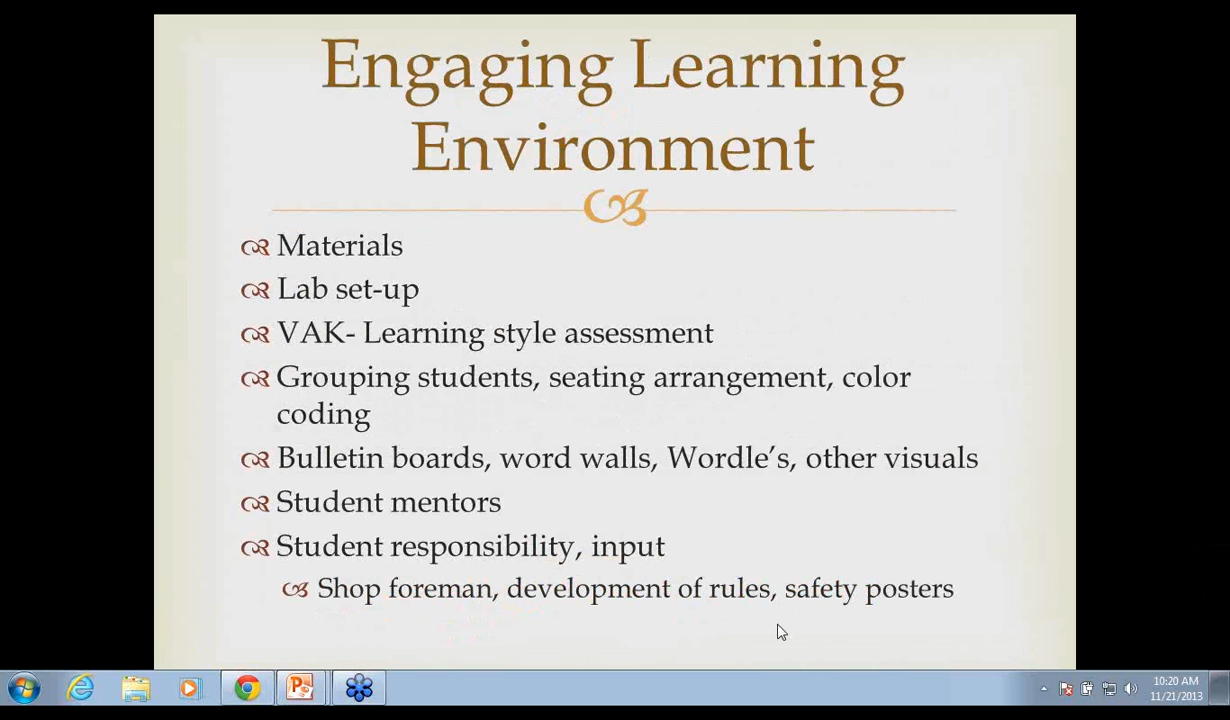 Engaging Learning
Environment
Materials
Lab set-up
VAK- Learning style assessment
Grouping students, seating arrangement, color
coding
Bulletin boards, word walls, Wordle’s, other visuals
Student mentors
Student responsibility, input
Shop foreman, development of rules, safety posters
10:20 AM
11/21/2013